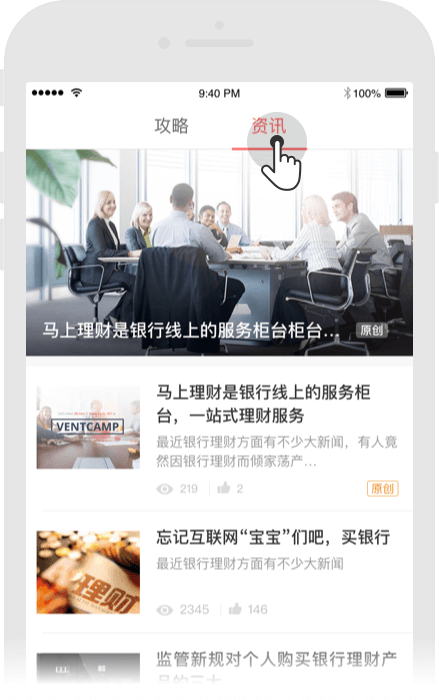 9:40 PM
100%
攻略
资讯
马上理财是银行线上的服务柜台柜台...
原创
马上理财是银行线上的服务柜
台，一站式理财服务
VENTCAMP
最近银行理财方面有不少大新闻，有人竟
然因银行理财而倾家荡产...
219
2
原创
忘记互联网“宝宝”们吧，买银行
理财
最近银行理财方面有不少大新闻
2345
146
监管新规对个人购买银行理财产